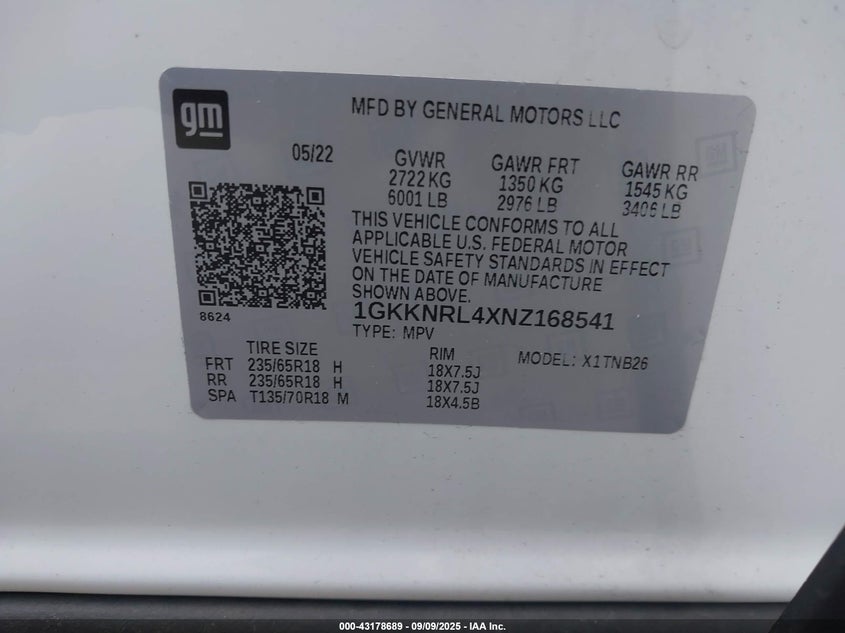 gm
MFD BY GENERAL MOTORS LLC
05/22
GVWR
2722 KG
6001 LB
GAWR FRT
1350 KG
2976 LB
GAWR RR
1545 KG
3406 LB
THIS VEHICLE CONFORMS TO ALL
APPLICABLE U.S. FEDERAL MOTOR
VEHICLE SAFETY STANDARDS IN EFFECT
ON THE DATE OF MANUFACTURE
SHOWN ABOVE.
8624
1GKKNRL4XNZ168541
TYPE: MPV
TIRE SIZE
RIM
MODEL: X1TNB26
FRT 235/65R18 H 18X7.5J
RR 235/65R18 H 18X7.5J
SPA T135/70R18 M 18X4.5B
000-43178689 - 09/09/2025 - IAA Inc.